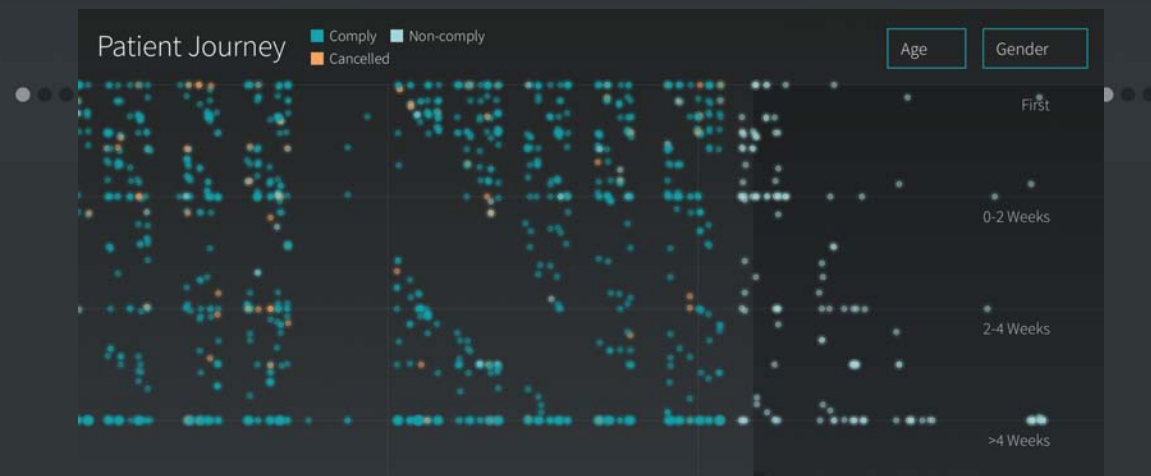 Patient Journey
Comply Non-comply
Cancelled
Age
Gender
First
0-2 Weeks
2-4 Weeks
>4 Weeks